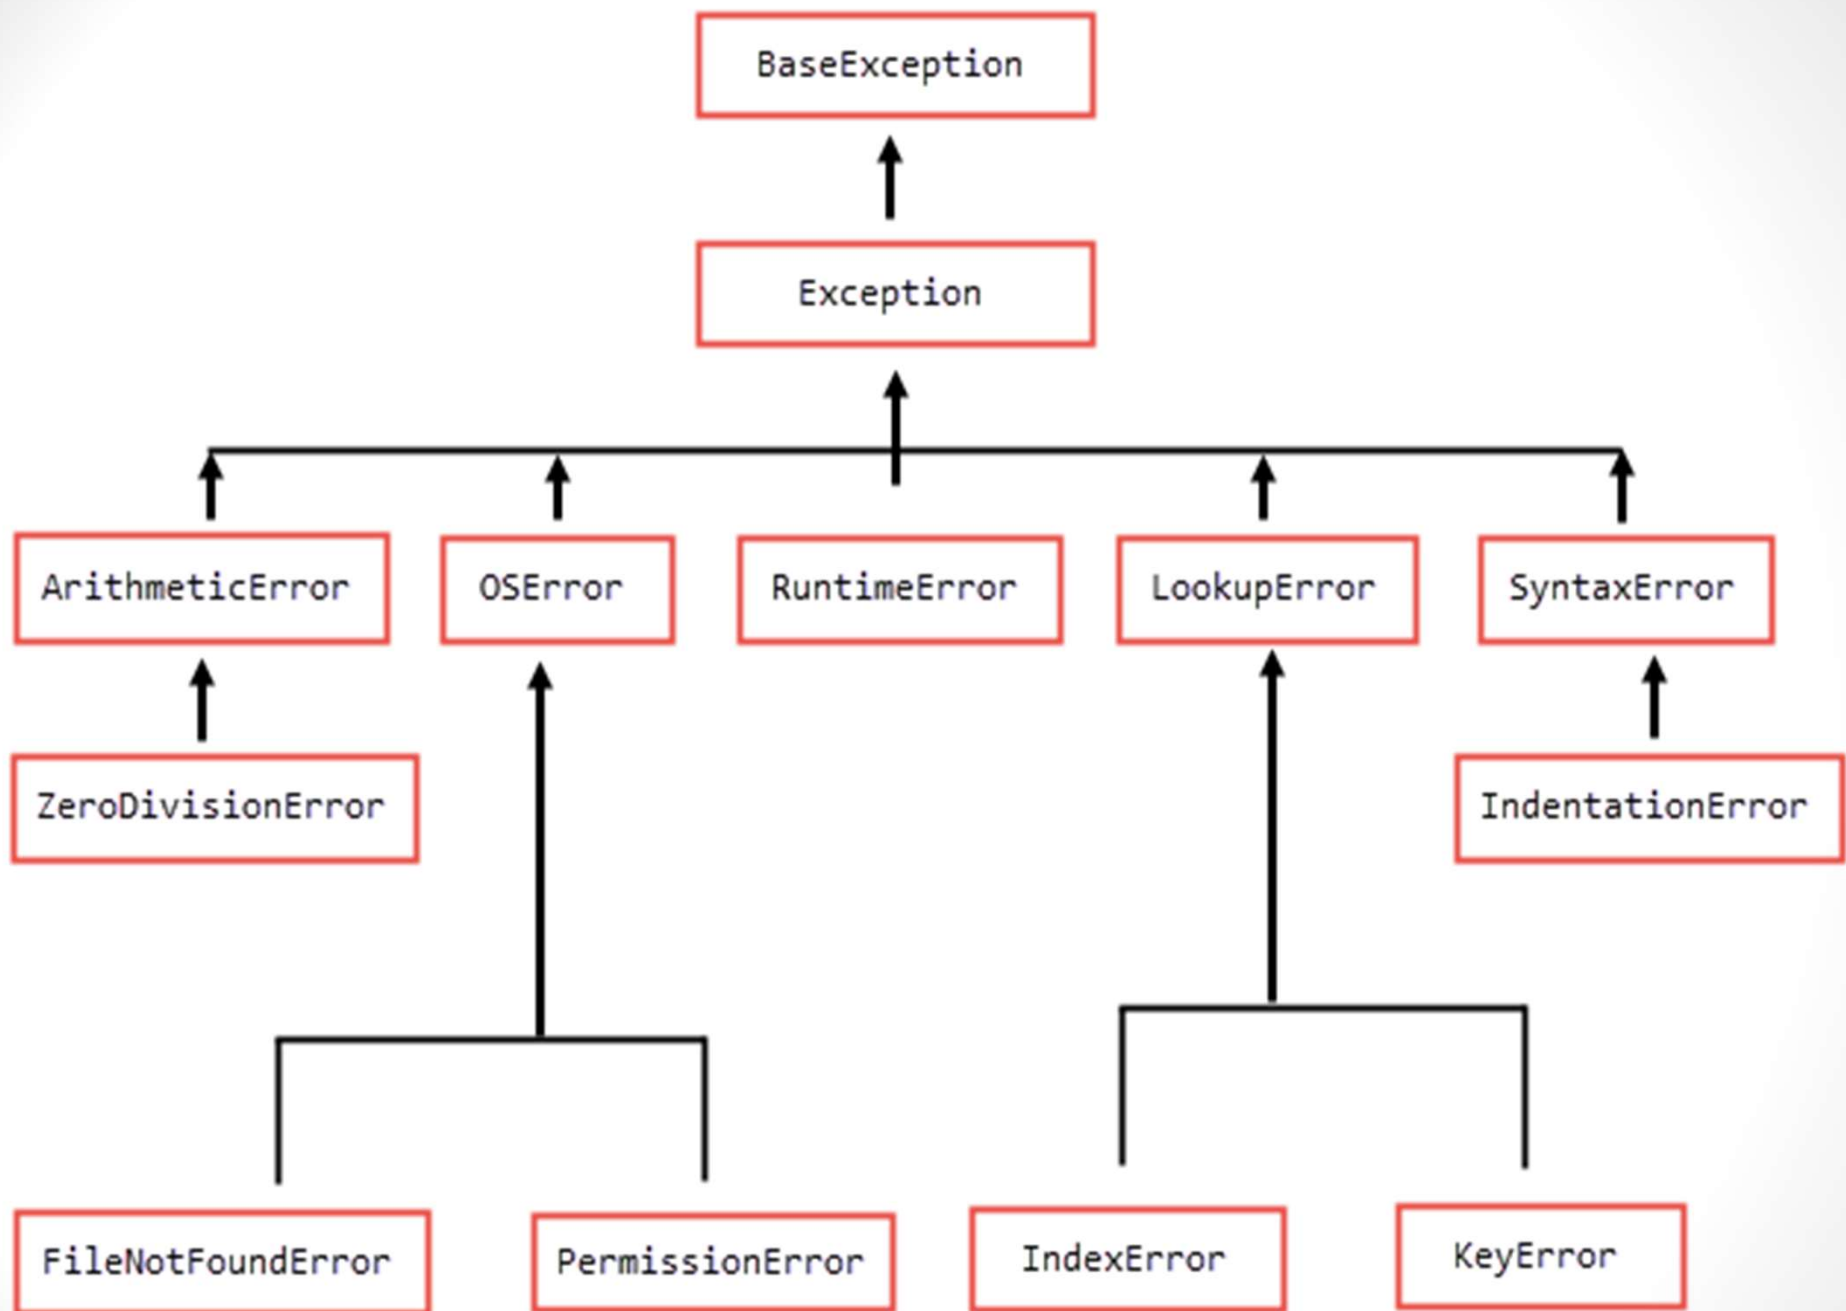 BaseException
Exception
ArithmeticError
OSError
RuntimeError
LookupError
SyntaxError
ZeroDivisionError
IndentationError
FileNotFoundError
PermissionError
IndexError
KeyError